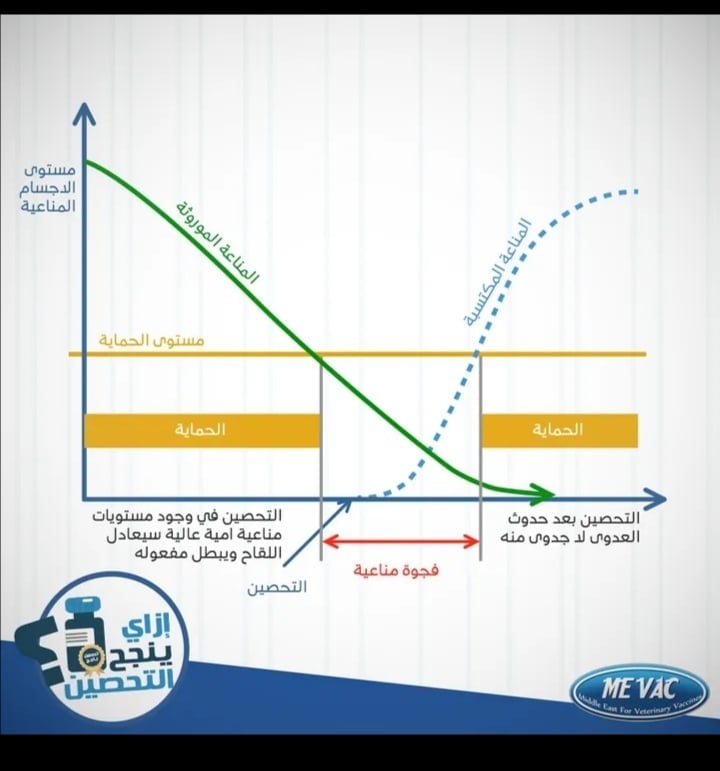 مستوى
الاجسام
المناعية
المناعة الموروثة
المناعة المكتسبة
مستوى الحماية
الحماية
الحماية
التحصين في وجود مستويات
مناعية امية عالية سيعادل
اللقاح ويبطل مفعوله
التحصين
فجوة مناعية
التحصين بعد حدوث
العدوى لا جدوى منه
إزاي
ينجح
التحصين
؟
ME VAC
Middle East For Veterinary Vaccines